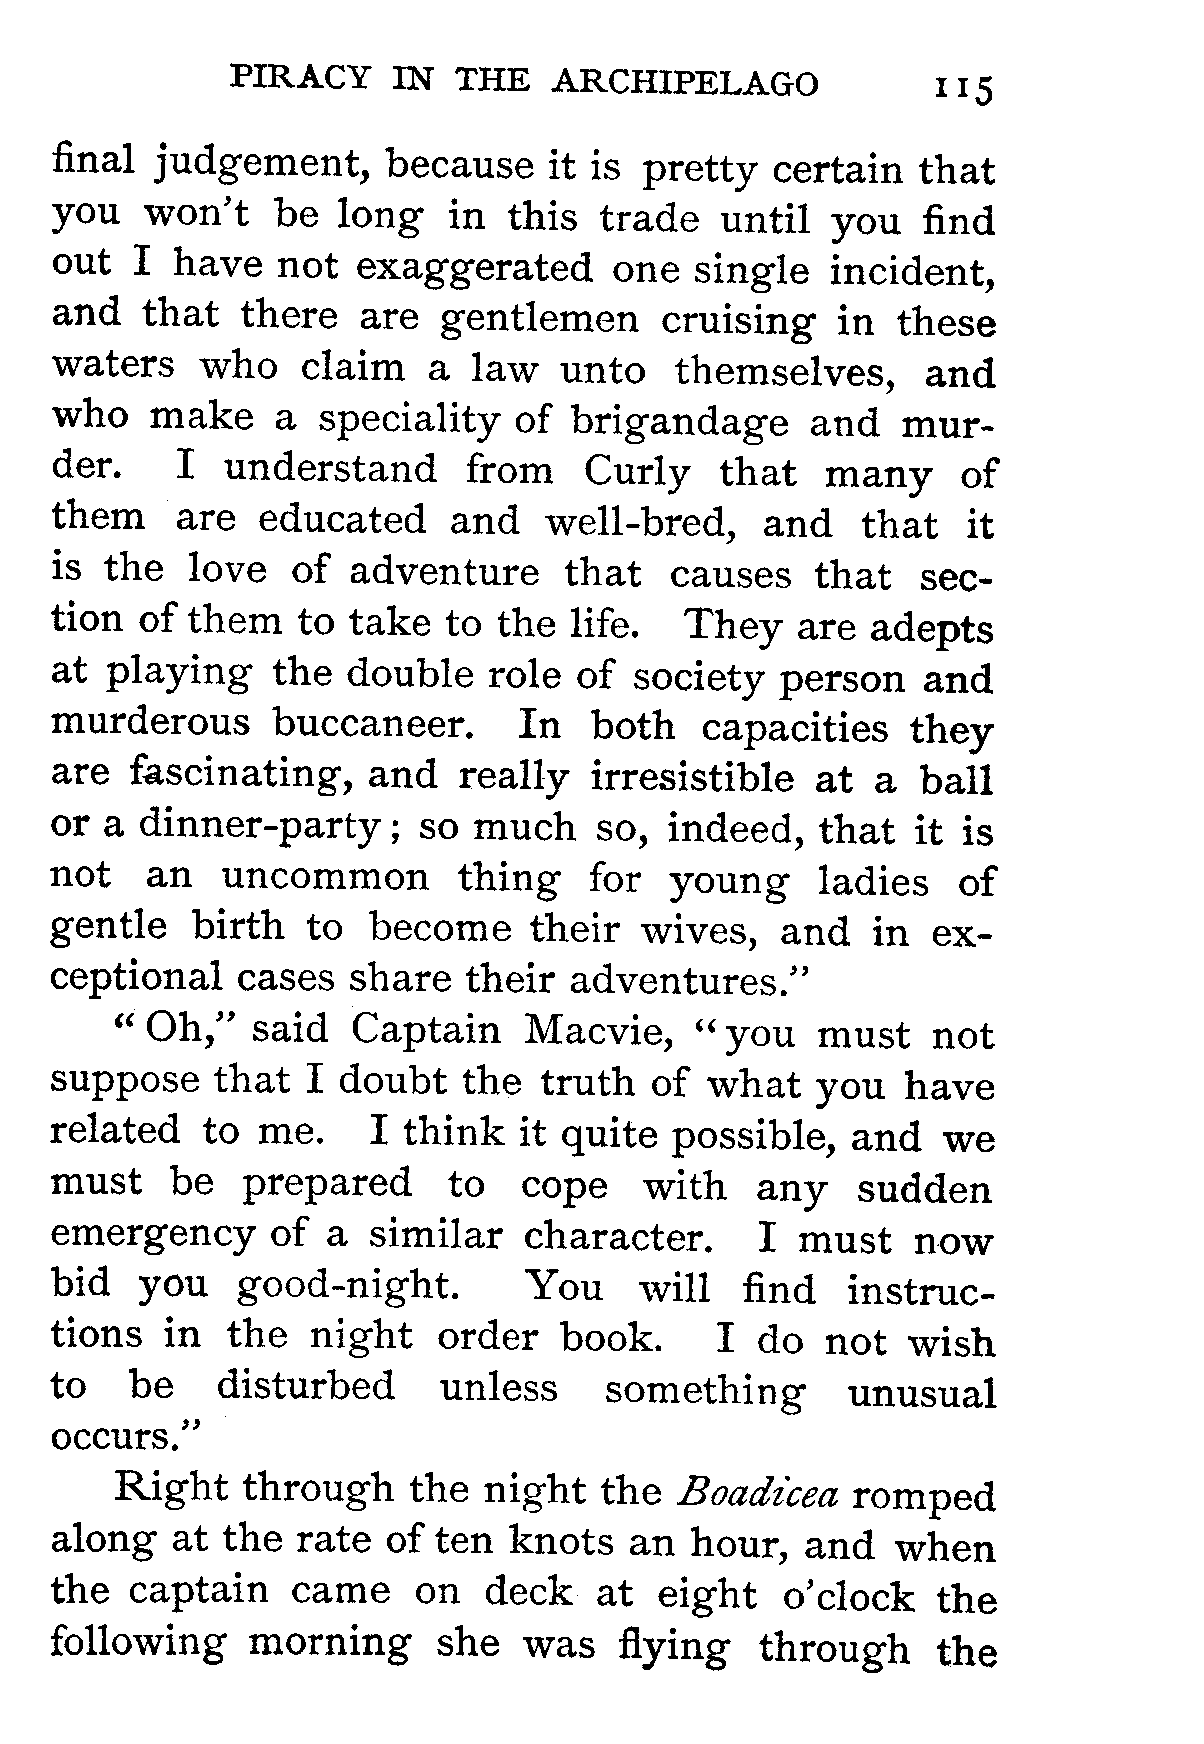 PIRACY IN THE ARCHIPELAGO 115
final judgement, because it is pretty certain that
you won't be long in this trade until you find
out I have not exaggerated one single incident,
and that there are gentlemen cruising in these
waters who claim a law unto themselves, and
who make a speciality of brigandage and mur-
der. I understand from Curly that many of
them are educated and well-bred, and that it
is the love of adventure that causes that sec-
tion of them to take to the life. They are adepts
at playing the double role of society person and
murderous buccaneer. In both capacities they
are fascinating, and really irresistible at a ball
or a dinner-party; so much so, indeed, that it is
not an uncommon thing for young ladies of
gentle birth to become their wives, and in ex-
ceptional cases share their adventures."
"Oh," said Captain Macvie, "you must not
suppose that I doubt the truth of what you have
related to me. I think it quite possible, and we
must be prepared to cope with any sudden
emergency of a similar character. I must now
bid you good-night. You will find instruc-
tions in the night order book. I do not wish
to be disturbed unless something unusual
occurs."
Right through the night the Boadicea romped
along at the rate of ten knots an hour, and when
the captain came on deck at eight o'clock the
following morning she was flying through the